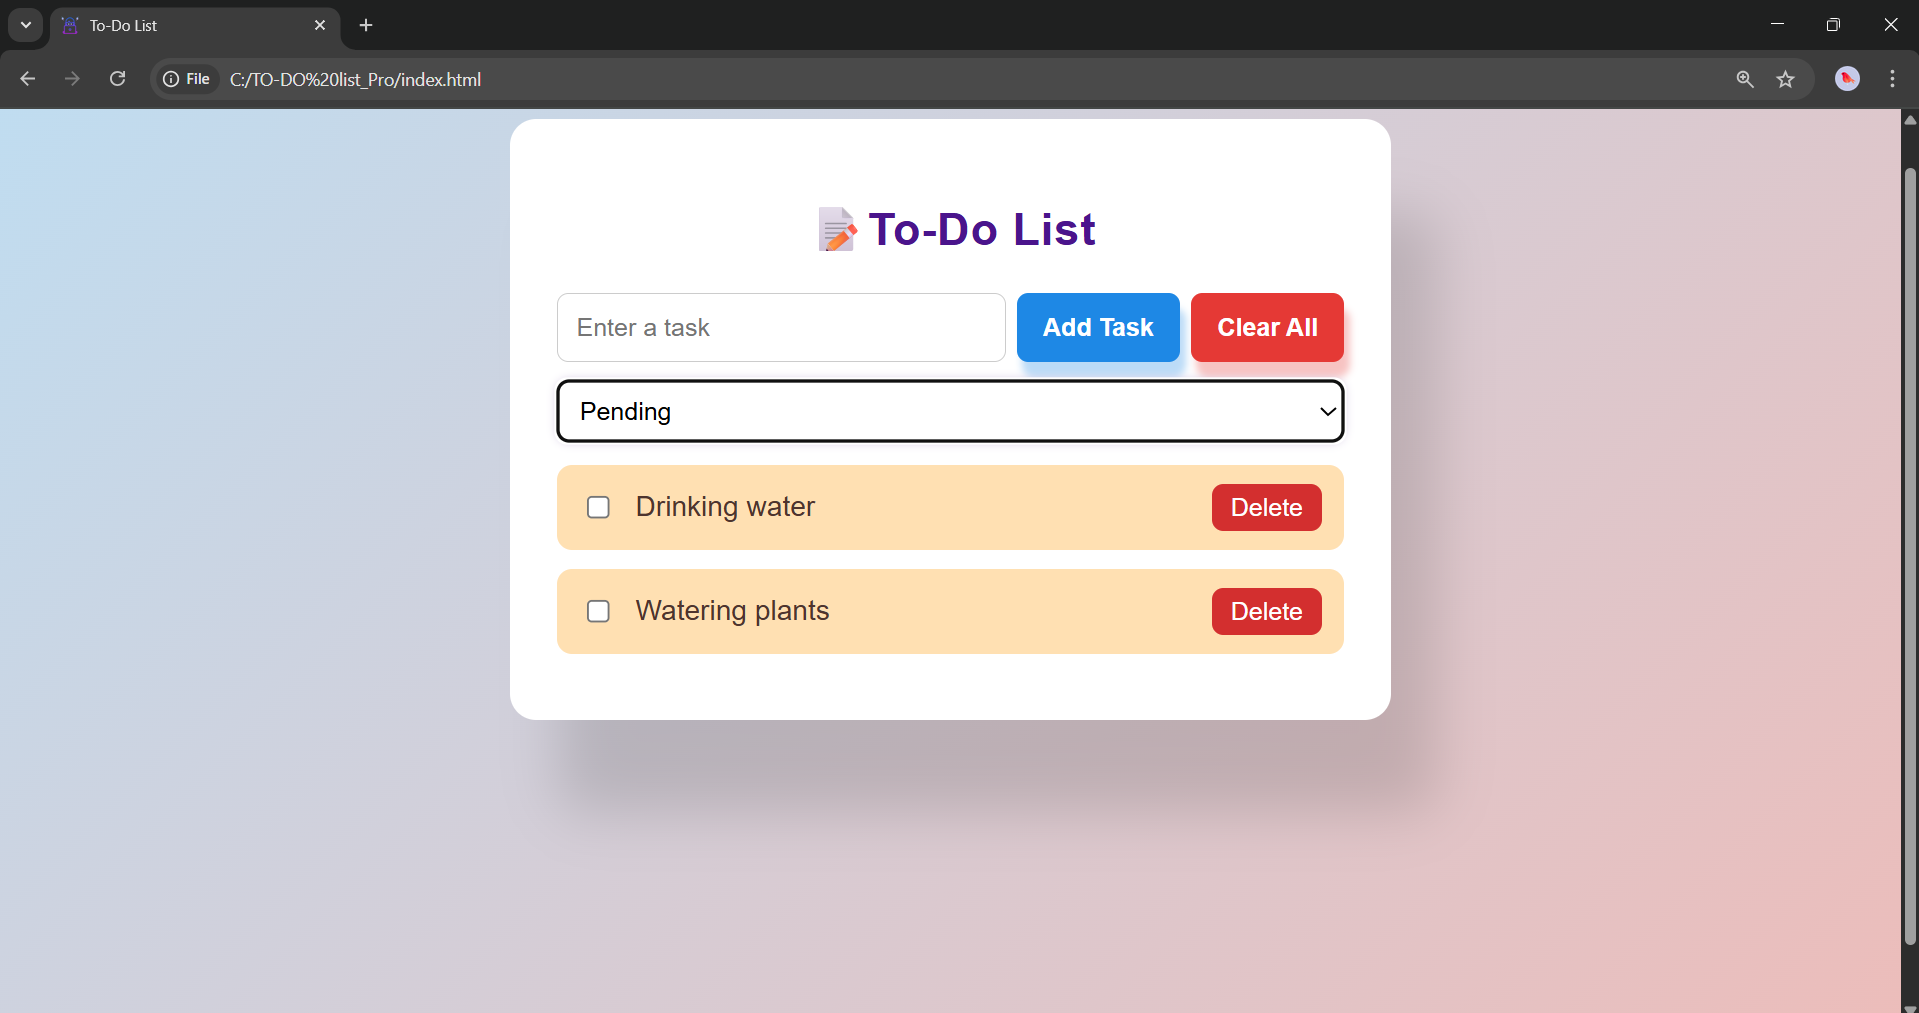 To-Do List
File C:/TO-DO%20list_Pro/index.html
To-Do List
Enter a task Add Task Clear All
Pending
Drinking water Delete
Watering plants Delete